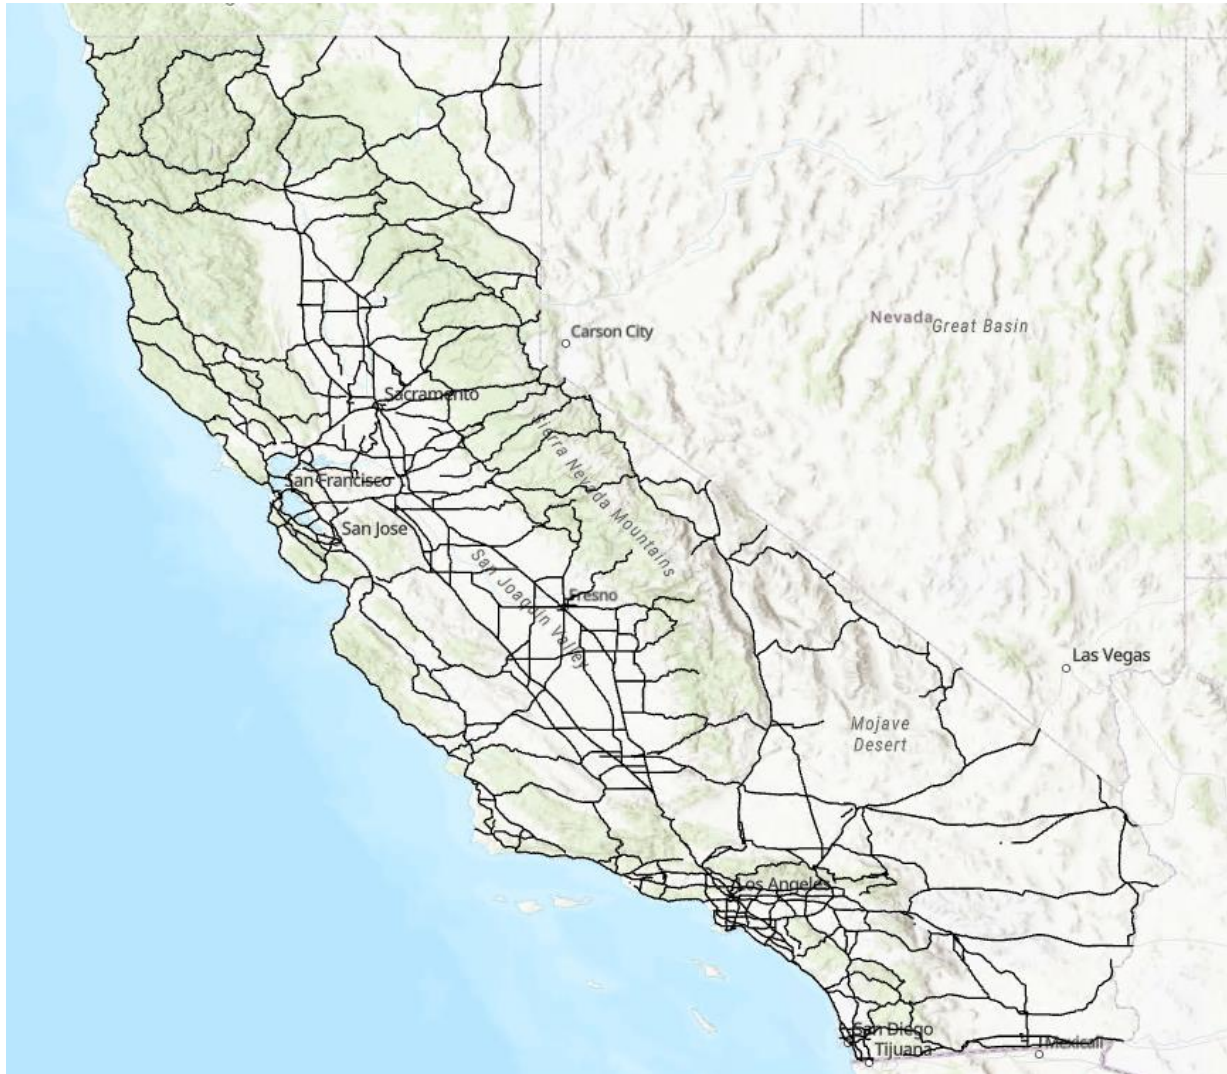 Nevada
Great Basin
Carson City
Sacramento
Sierra Nevada Mountains
San Francisco
San Jose
San Joaquin Valley
Fresno
Las Vegas
Mojave
Desert
Los Angeles
San Diego
Tijuana
Mexicali